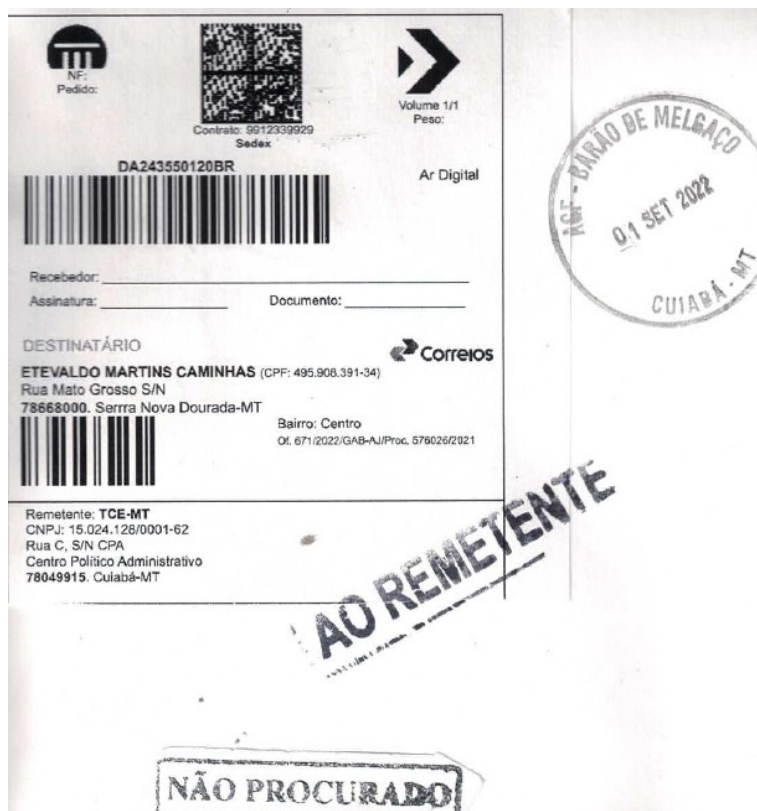 NF:
Pedido:
Contrato: 9912339929
Sedex
Volume 1/1
Peso:
DA243550120BR
Ar Digital
Recebedor:
Assinatura: Documento:
DESTINATÁRIO
Correios
ETEVALDO MARTINS CAMINHAS (CPF: 495.908.391-34)
Rua Mato Grosso S/N
78668000. Serrra Nova Dourada-MT
Bairro: Centro
Of. 671/2022/GAB-AJ/Proc. 576026/2021
Remetente: TCE-MT
CNPJ: 15.024.128/0001-62
Rua C, S/N CPA
Centro Político Administrativo
78049915. Cuiabá-MT
AGF - BARÃO DE MELGAÇO
01 SET 2022
CUIABÁ - MT
AO REMETENTE
NÃO PROCURADO